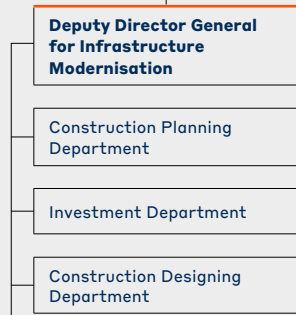 Deputy Director General
for Infrastructure
Modernisation
Construction Planning
Department
Investment Department
Construction Designing
Department